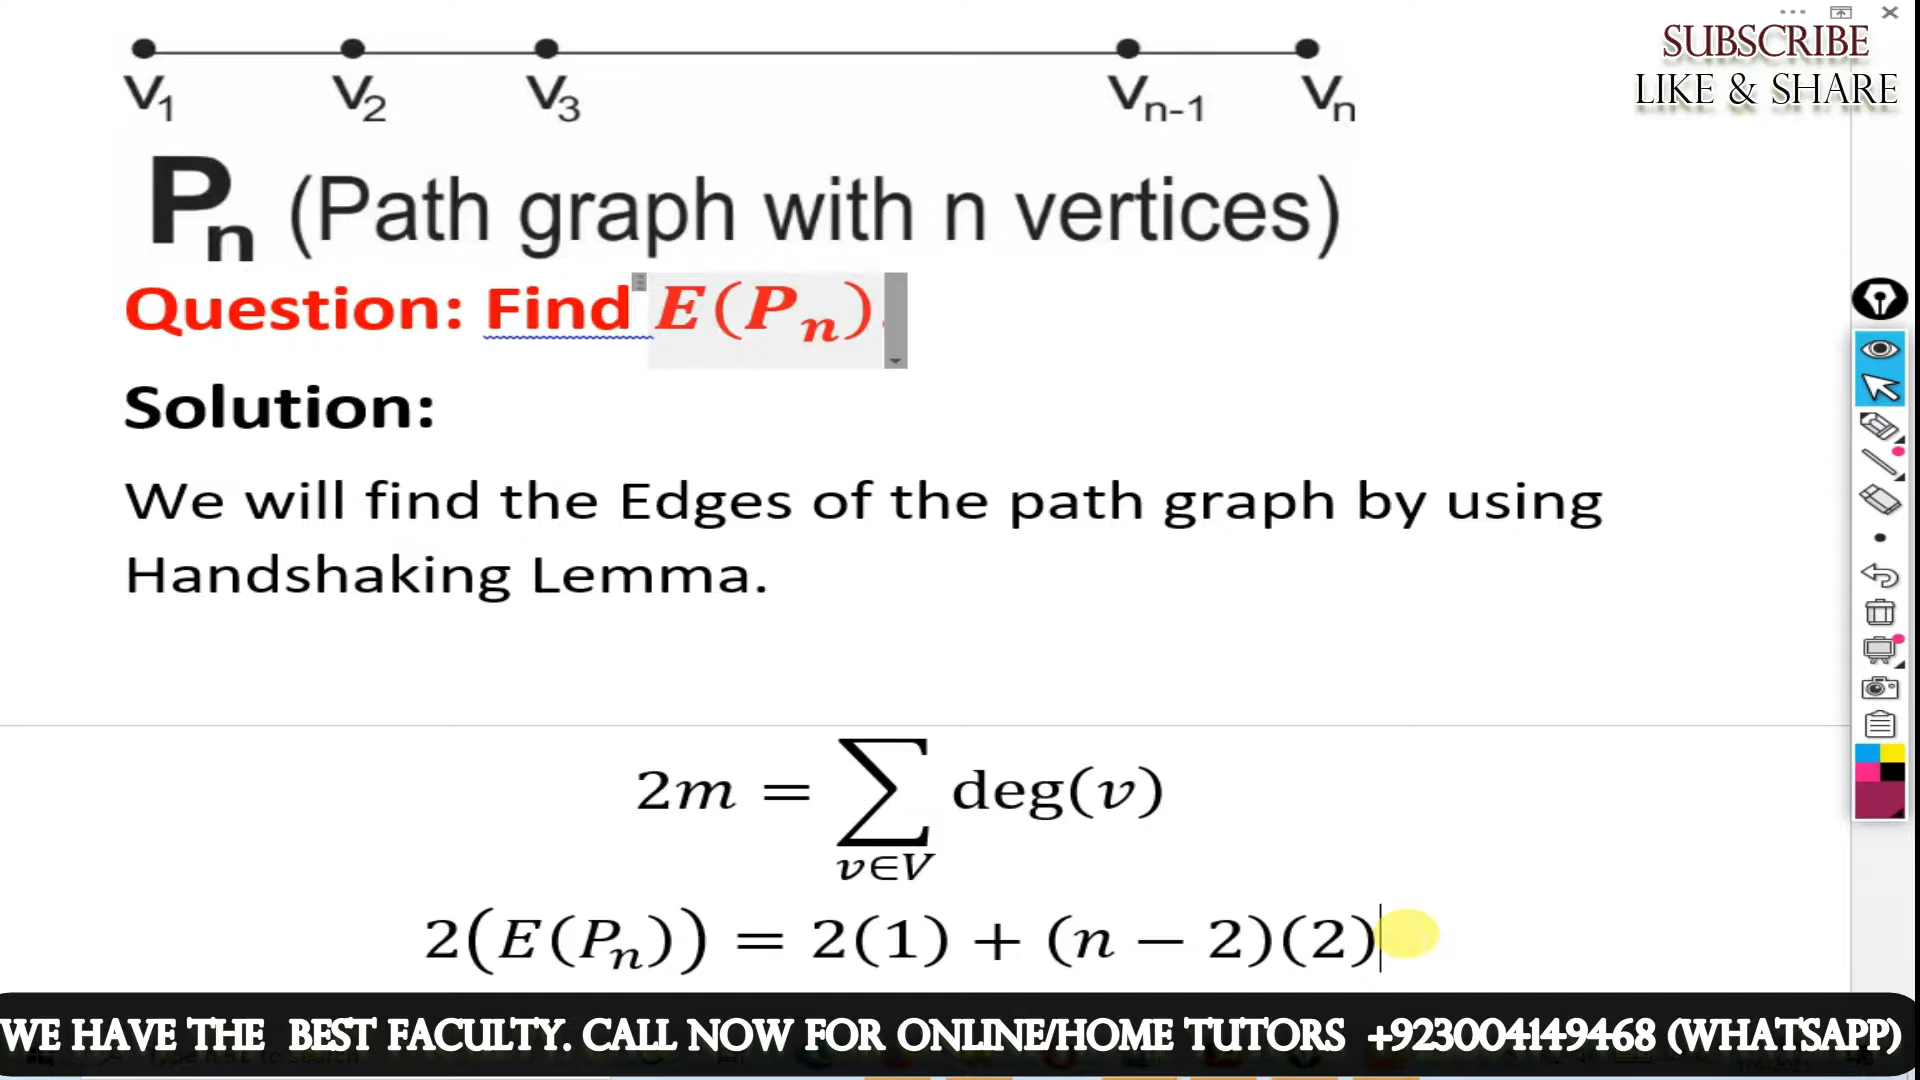 SUBSCRIBE
LIKE & SHARE
V₁ V₂ V₃ Vₙ₋₁ Vₙ
Pₙ (Path graph with n vertices)
Question: Find E(Pₙ).
Solution:
We will find the Edges of the path graph by using
Handshaking Lemma.
2m = ∑ deg(v)
v∈V
2(E(Pₙ)) = 2(1) + (n − 2)(2)
WE HAVE THE BEST FACULTY. CALL NOW FOR ONLINE/HOME TUTORS +923004149468 (WHATSAPP)